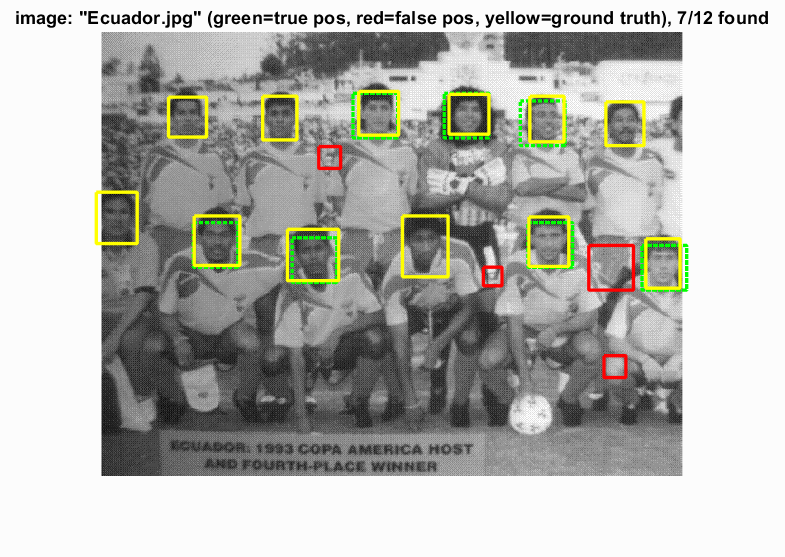 image: "Ecuador.jpg" (green=true pos, red=false pos, yellow=ground truth), 7/12 found
ECUADOR: 1993 COPA AMERICA HOST
AND FOURTH-PLACE WINNER